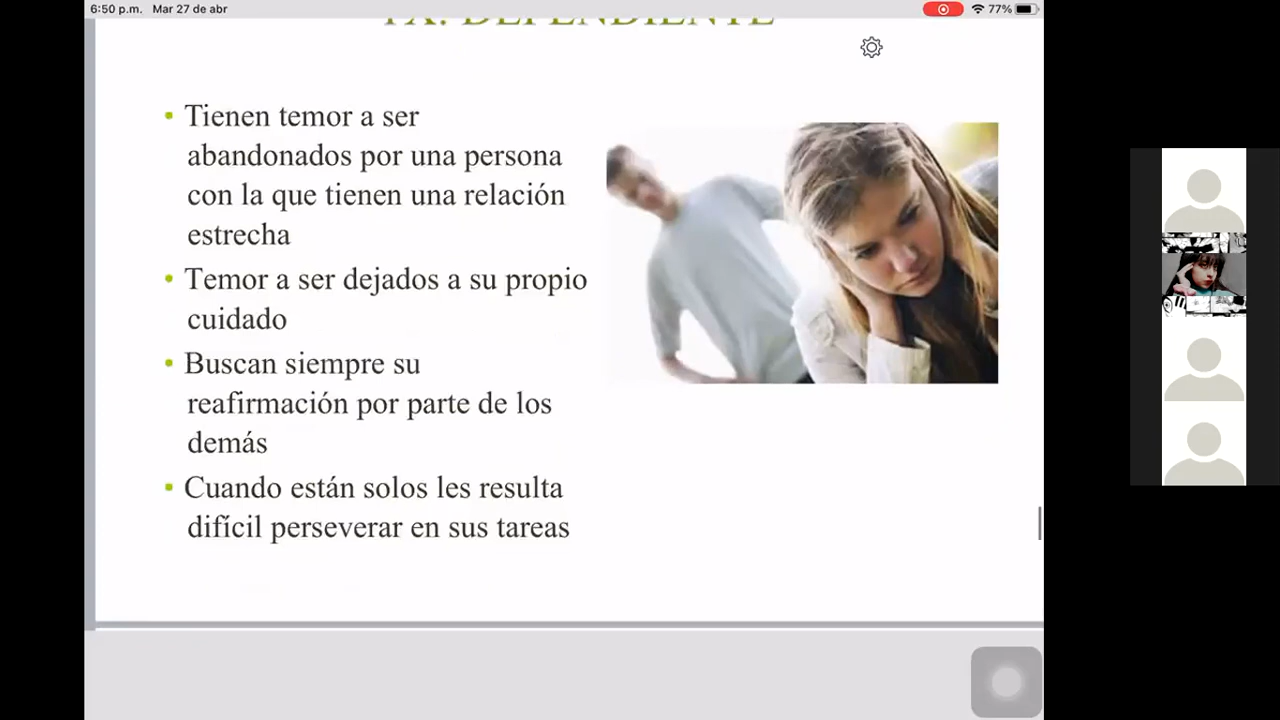 6:50 p.m. Mar 27 de abr 77%
TX. DEPENDIENTE
• Tienen temor a ser
abandonados por una persona
con la que tienen una relación
estrecha
• Temor a ser dejados a su propio
cuidado
• Buscan siempre su
reafirmación por parte de los
demás
• Cuando están solos les resulta
difícil perseverar en sus tareas